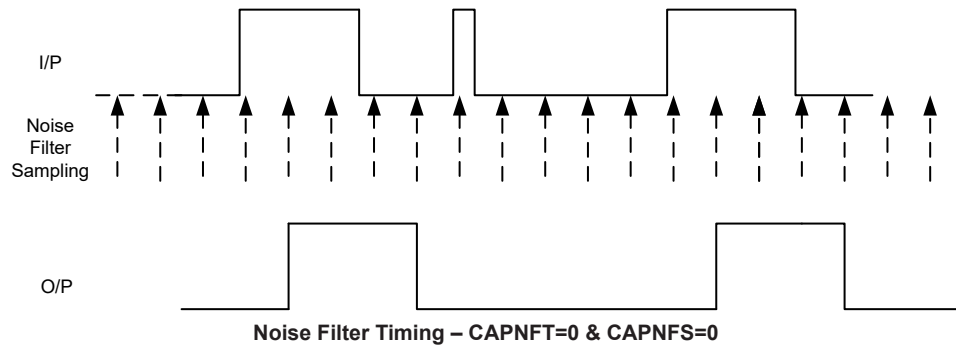 I/P
Noise
Filter
Sampling
O/P
Noise Filter Timing – CAPNFT=0 & CAPNFS=0